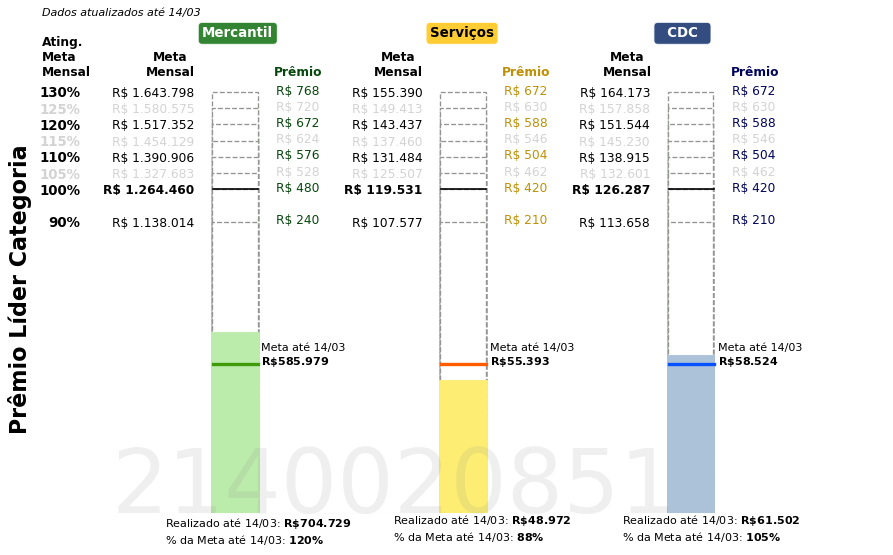 Dados atualizados até 14/03
Mercantil Serviços CDC
Ating.
Meta Meta Meta Meta
Mensal Mensal Prêmio Mensal Prêmio Mensal Prêmio
130% R$ 1.643.798 R$ 768 R$ 155.390 R$ 672 R$ 164.173 R$ 672
125% R$ 1.580.575 R$ 720 R$ 149.413 R$ 630 R$ 157.858 R$ 630
120% R$ 1.517.352 R$ 672 R$ 143.437 R$ 588 R$ 151.544 R$ 588
115% R$ 1.454.129 R$ 624 R$ 137.460 R$ 546 R$ 145.230 R$ 546
110% R$ 1.390.906 R$ 576 R$ 131.484 R$ 504 R$ 138.915 R$ 504
105% R$ 1.327.683 R$ 528 R$ 125.507 R$ 462 R$ 132.601 R$ 462
100% R$ 1.264.460 R$ 480 R$ 119.531 R$ 420 R$ 126.287 R$ 420
90% R$ 1.138.014 R$ 240 R$ 107.577 R$ 210 R$ 113.658 R$ 210
Prêmio Líder Categoria
Meta até 14/03 Meta até 14/03 Meta até 14/03
R$585.979 R$55.393 R$58.524
2140020851
Realizado até 14/03: R$704.729 Realizado até 14/03: R$48.972 Realizado até 14/03: R$61.502
% da Meta até 14/03: 120% % da Meta até 14/03: 88% % da Meta até 14/03: 105%